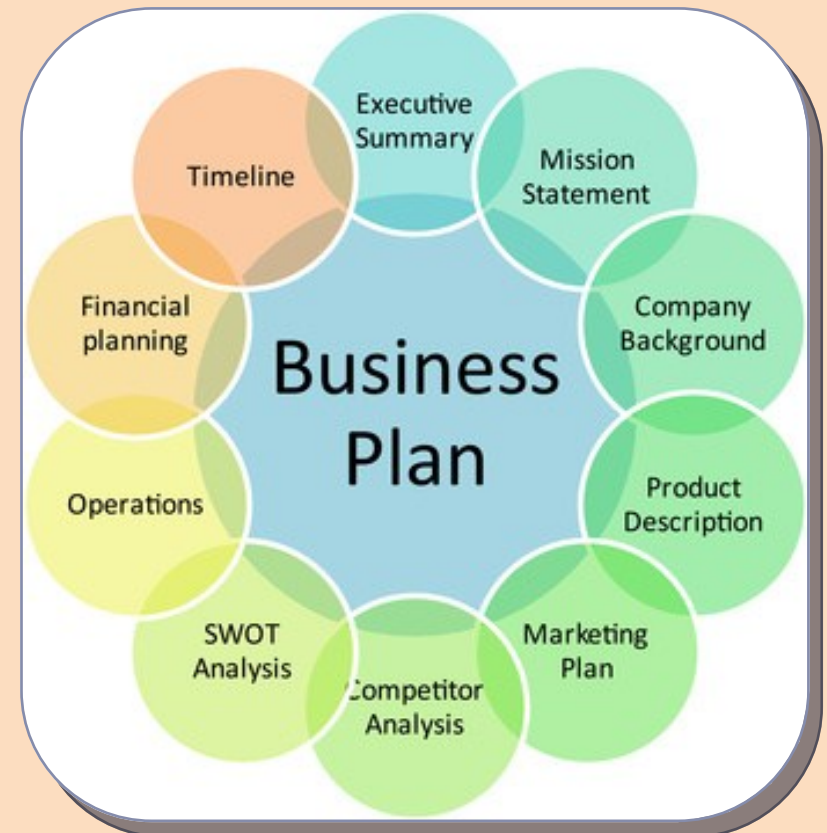 Business
Plan
Executive
Summary
Mission
Statement
Company
Background
Product
Description
Marketing
Plan
Competitor
Analysis
SWOT
Analysis
Operations
Financial
planning
Timeline